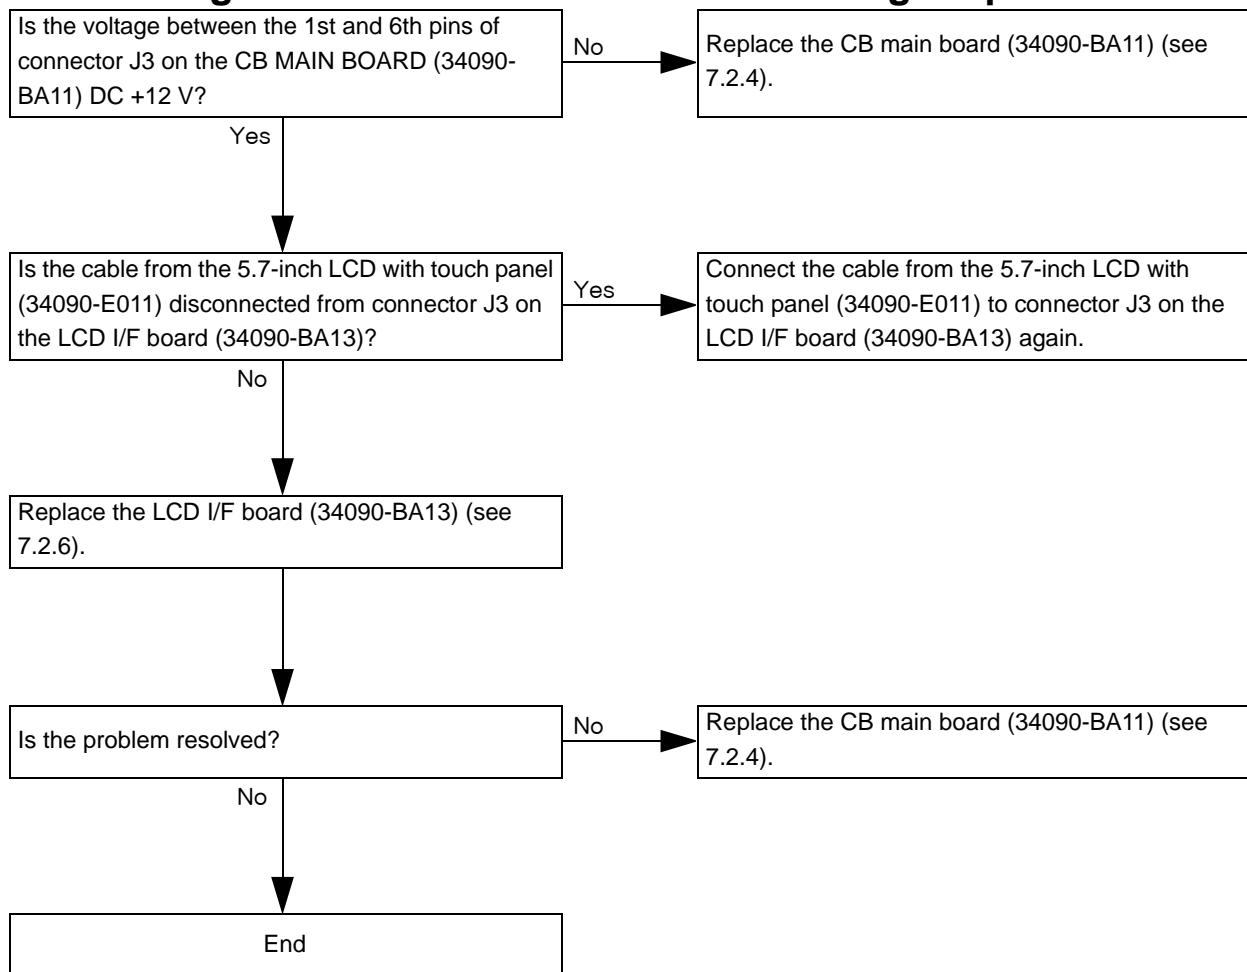 Is the voltage between the 1st and 6th pins of
connector J3 on the CB MAIN BOARD (34090-
BA11) DC +12 V?
No
Replace the CB main board (34090-BA11) (see
7.2.4).
Yes
Is the cable from the 5.7-inch LCD with touch panel
(34090-E011) disconnected from connector J3 on
the LCD I/F board (34090-BA13)?
Yes
Connect the cable from the 5.7-inch LCD with
touch panel (34090-E011) to connector J3 on the
LCD I/F board (34090-BA13) again.
No
Replace the LCD I/F board (34090-BA13) (see
7.2.6).
Is the problem resolved?
No
Replace the CB main board (34090-BA11) (see
7.2.4).
No
End